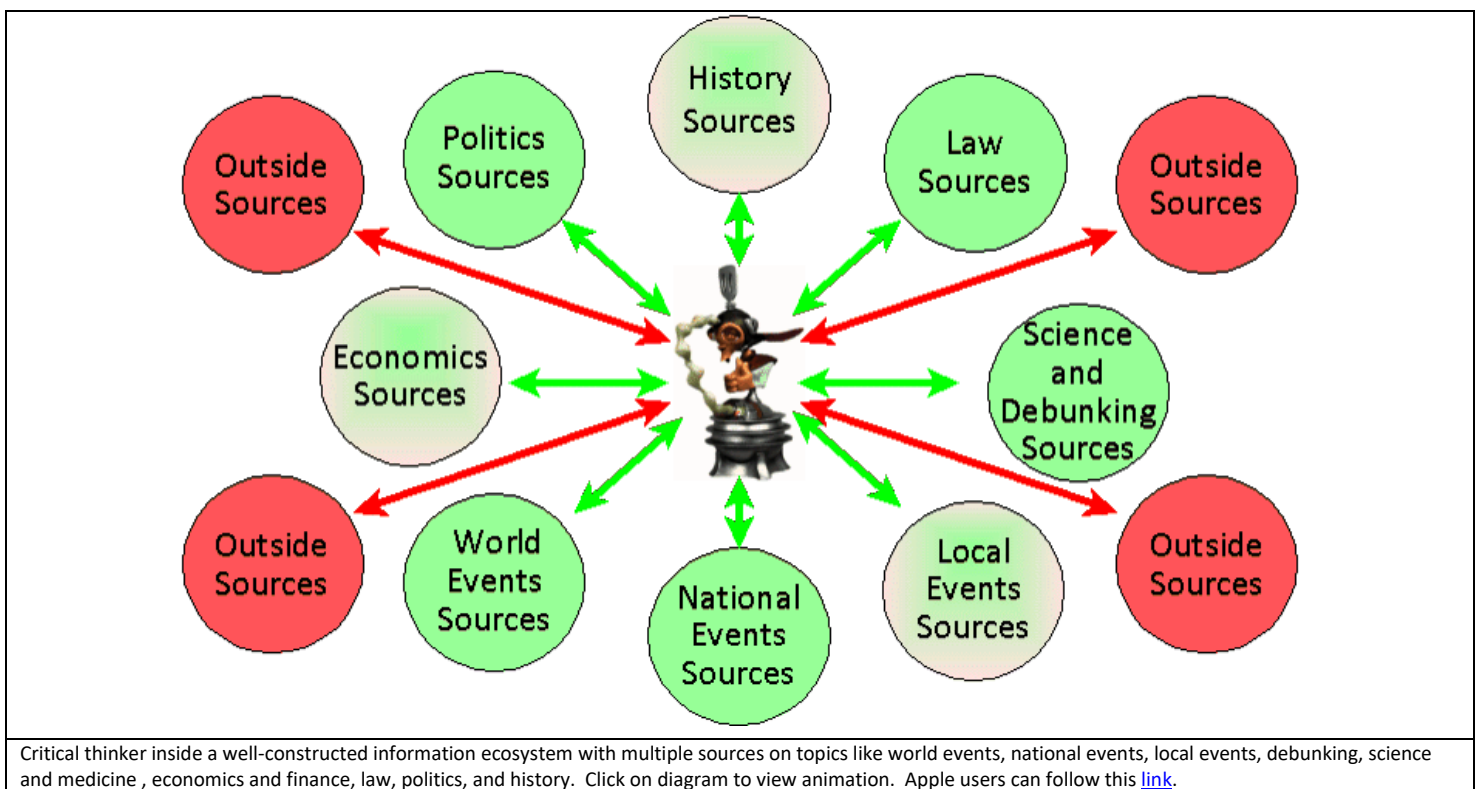 History
Sources
Politics
Sources
Law
Sources
Outside
Sources
Outside
Sources
Economics
Sources
Science
and
Debunking
Sources
Outside
Sources
World
Events
Sources
National
Events
Sources
Local
Events
Sources
Outside
Sources
Critical thinker inside a well-constructed information ecosystem with multiple sources on topics like world events, national events, local events, debunking, science
and medicine , economics and finance, law, politics, and history.  Click on diagram to view animation.  Apple users can follow this link.